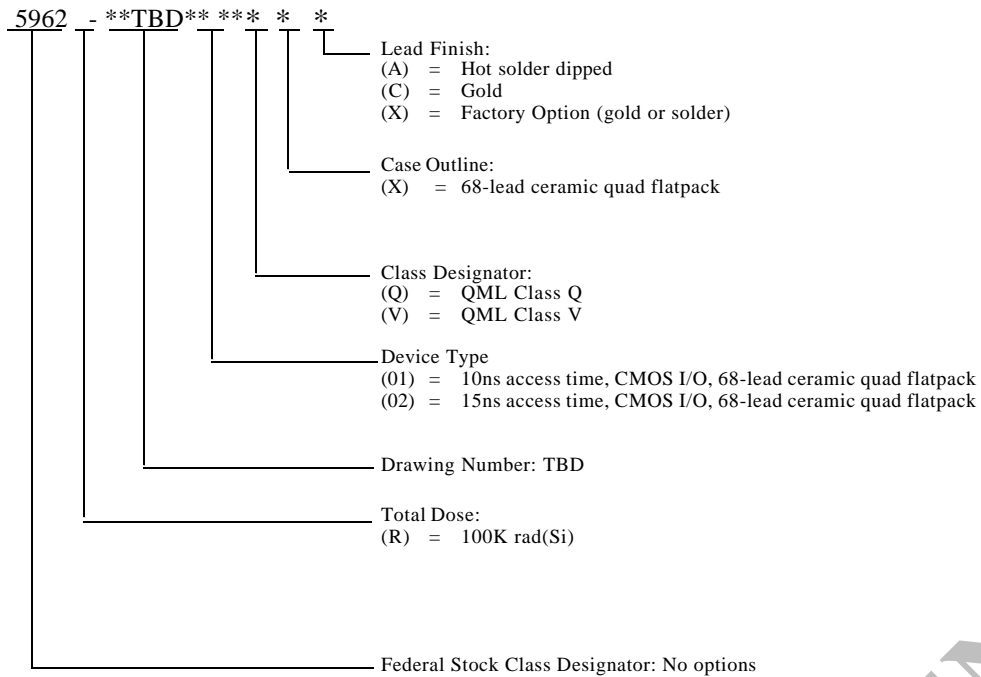 5962 - **TBD** *** * *
Lead Finish:
(A) = Hot solder dipped
(C) = Gold
(X) = Factory Option (gold or solder)
Case Outline:
(X) = 68-lead ceramic quad flatpack
Class Designator:
(Q) = QML Class Q
(V) = QML Class V
Device Type
(01) = 10ns access time, CMOS I/O, 68-lead ceramic quad flatpack
(02) = 15ns access time, CMOS I/O, 68-lead ceramic quad flatpack
Drawing Number: TBD
Total Dose:
(R) = 100K rad(Si)
Federal Stock Class Designator: No options